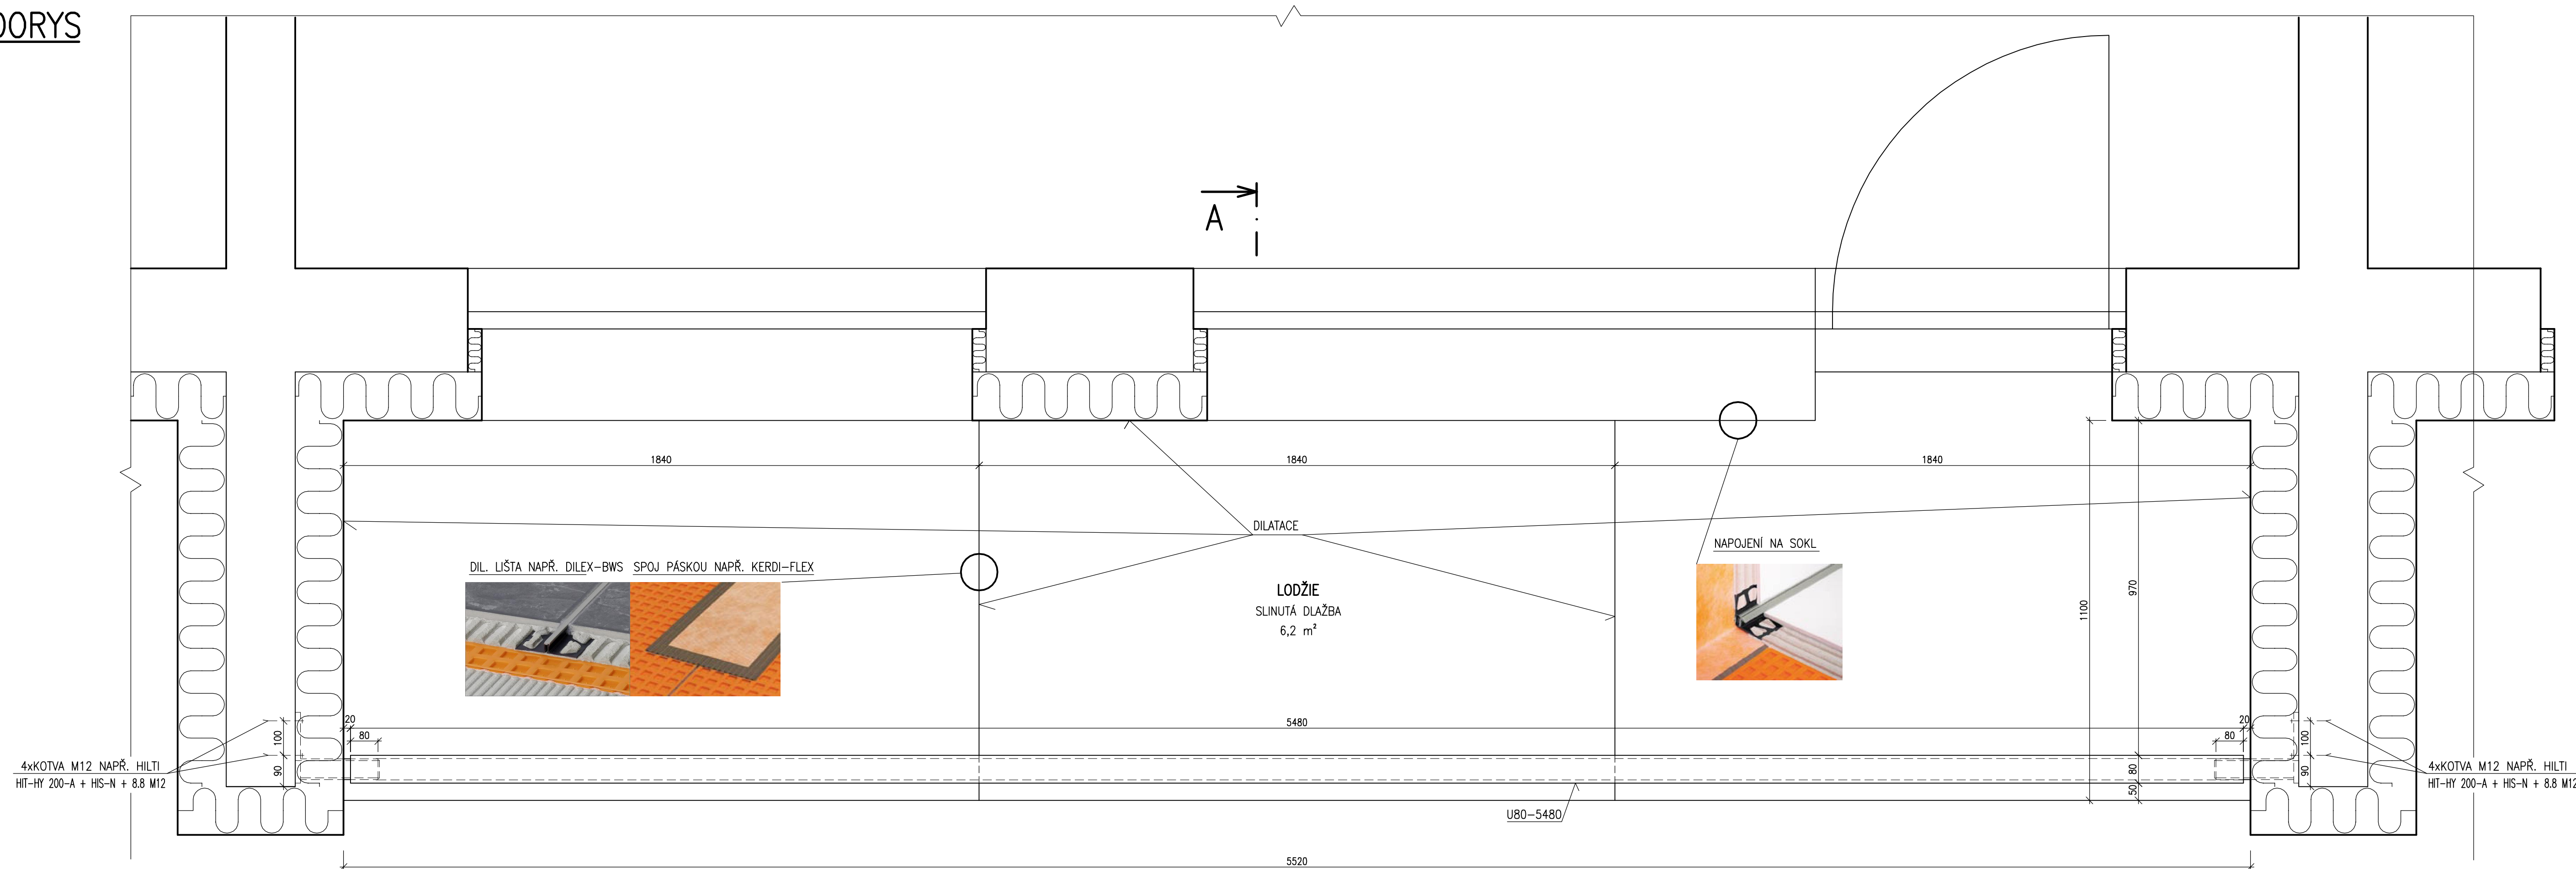 A
1840
1840
1840
DILATACE
NAPOJENÍ NA SOKL
DIL. LIŠTA NAPŘ. DILEX-BWS
SPOJ PÁSKOU NAPŘ. KERDI-FLEX
LODŽIE
SLINUTÁ DLAŽBA
6,2 m²
1100
970
20
5480
20
80
80
100
90
100
90
80
50
4xKOTVA M12 NAPŘ. HILTI
HIT-HY 200-A + HIS-N + 8.8 M12
4xKOTVA M12 NAPŘ. HILTI
HIT-HY 200-A + HIS-N + 8.8 M12
U80-5480
5520